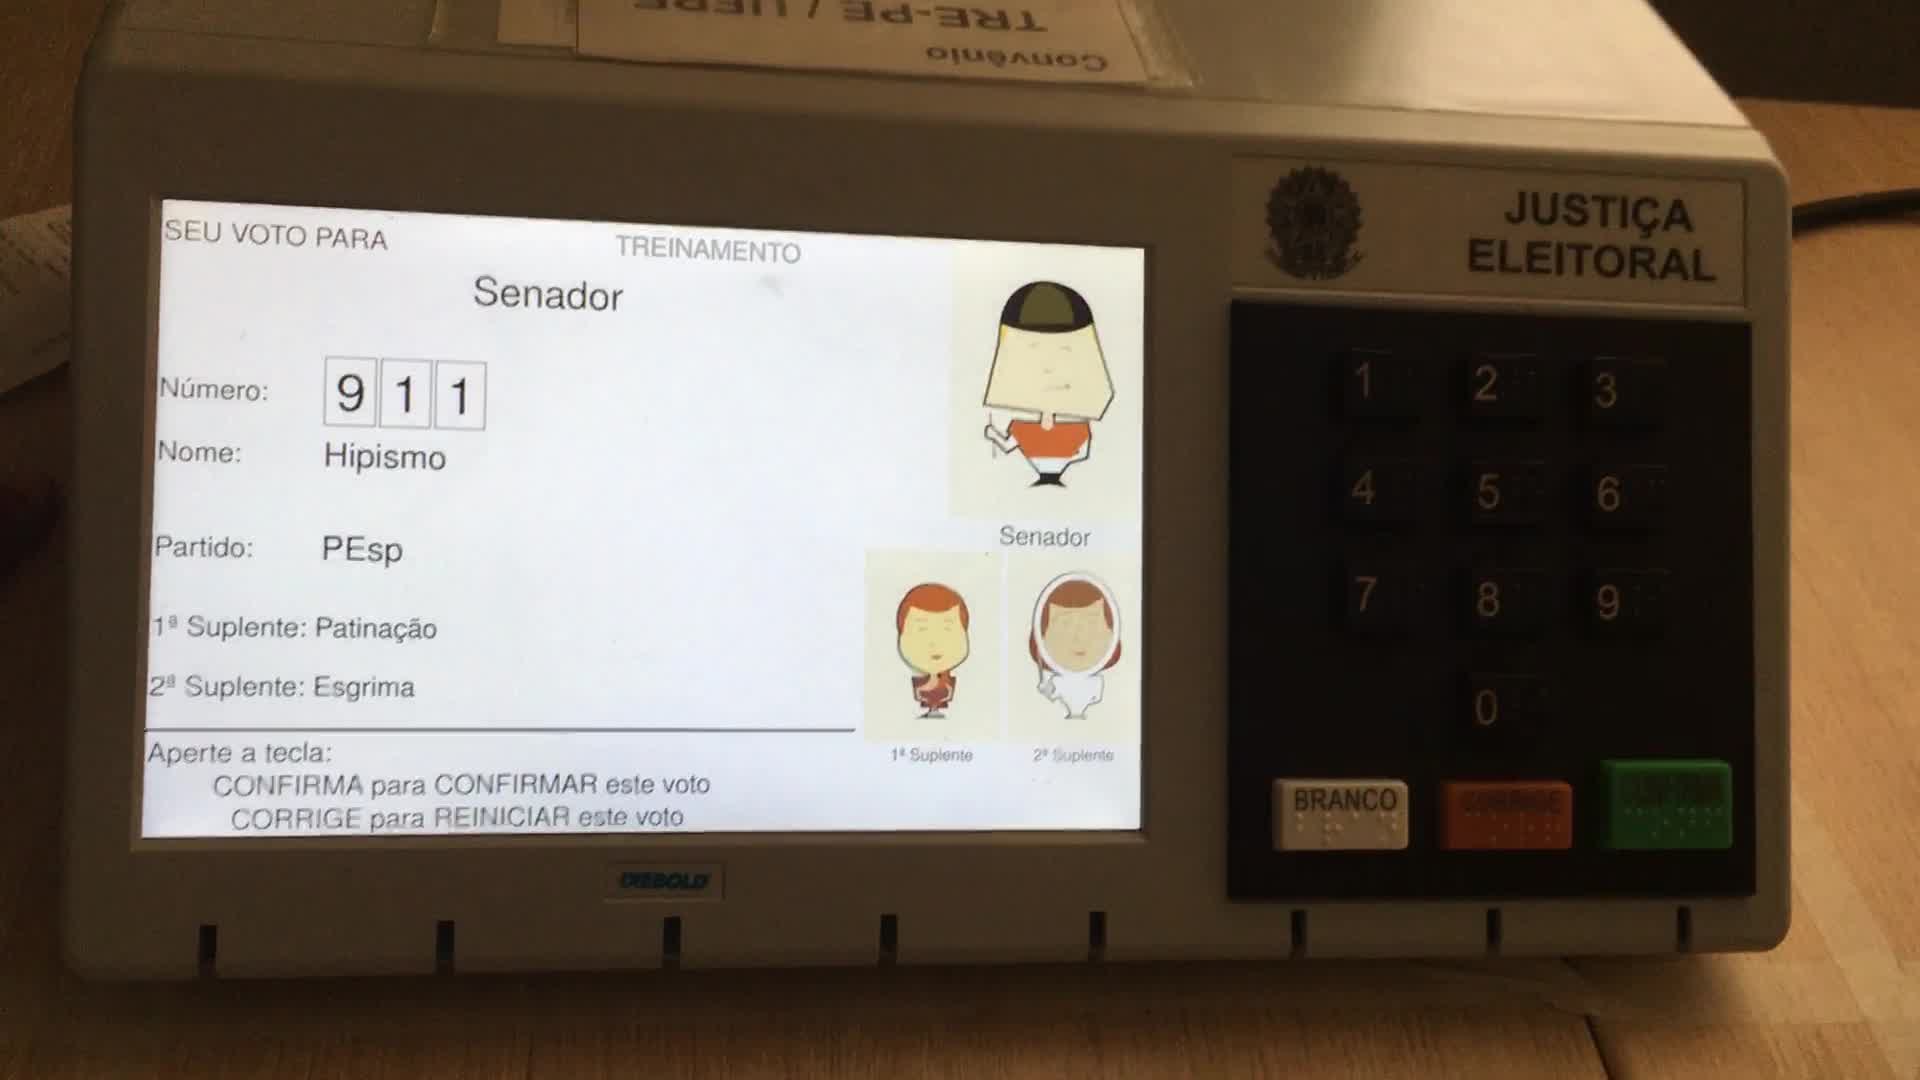 TRE-PE / UFPE
Convênio
JUSTIÇA
ELEITORAL
SEU VOTO PARA
TREINAMENTO
Senador
Número: 9 1 1
Nome: Hipismo
Partido: PEsp
1ª Suplente: Patinação
2ª Suplente: Esgrima
Senador
1ª Suplente
2ª Suplente
Aperte a tecla:
CONFIRMA para CONFIRMAR este voto
CORRIGE para REINICIAR este voto
DIEBOLD
1 2 3
4 5 6
7 8 9
0
BRANCO CORRIGE CONFIRMA